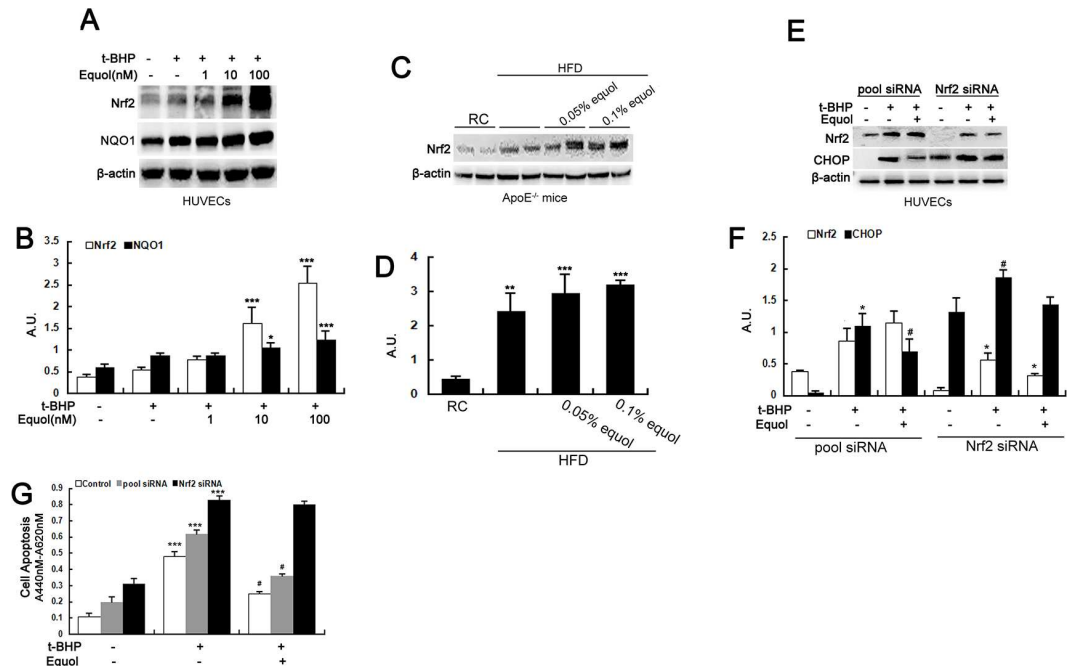 A
t-BHP - + + + +
Equol(nM) - - 1 10 100
Nrf2
NQO1
β-actin
HUVECs
B
Nrf2 NQO1
3.5
3
2.5
2
1.5
1
0.5
0
A.U.
***
*
***
***
t-BHP - + + + +
Equol(nM) - - 1 10 100
C
HFD
0.05% equol
0.1% equol
RC
Nrf2
β-actin
ApoE-/- mice
D
4
3
2
1
0
A.U.
**
***
***
RC
0.05% equol
0.1% equol
HFD
E
pool siRNA Nrf2 siRNA
t-BHP - + + - + +
Equol - - + - - +
Nrf2
CHOP
β-actin
HUVECs
F
Nrf2 CHOP
2.5
2
1.5
1
0.5
0
A.U.
*
#
*
#
*
t-BHP - + + - + +
Equol - - + - - +
pool siRNA Nrf2 siRNA
G
Control pool siRNA Nrf2 siRNA
0.9
0.8
0.7
0.6
0.5
0.4
0.3
0.2
0.1
0
Cell Apoptosis
A440nM-A620nM
***
***
***
#
#
t-BHP - + +
Equol - - +